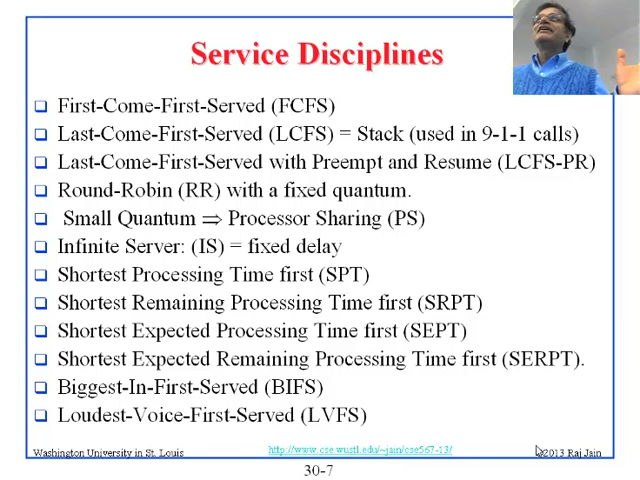 Service Disciplines
First-Come-First-Served (FCFS)
Last-Come-First-Served (LCFS) = Stack (used in 9-1-1 calls)
Last-Come-First-Served with Preempt and Resume (LCFS-PR)
Round-Robin (RR) with a fixed quantum.
Small Quantum ⇒ Processor Sharing (PS)
Infinite Server: (IS) = fixed delay
Shortest Processing Time first (SPT)
Shortest Remaining Processing Time first (SRPT)
Shortest Expected Processing Time first (SEPT)
Shortest Expected Remaining Processing Time first (SERPT).
Biggest-In-First-Served (BIFS)
Loudest-Voice-First-Served (LVFS)
Washington University in St. Louis http://www.cse.wustl.edu/~jain/cse567-13/ ©2013 Raj Jain
30-7